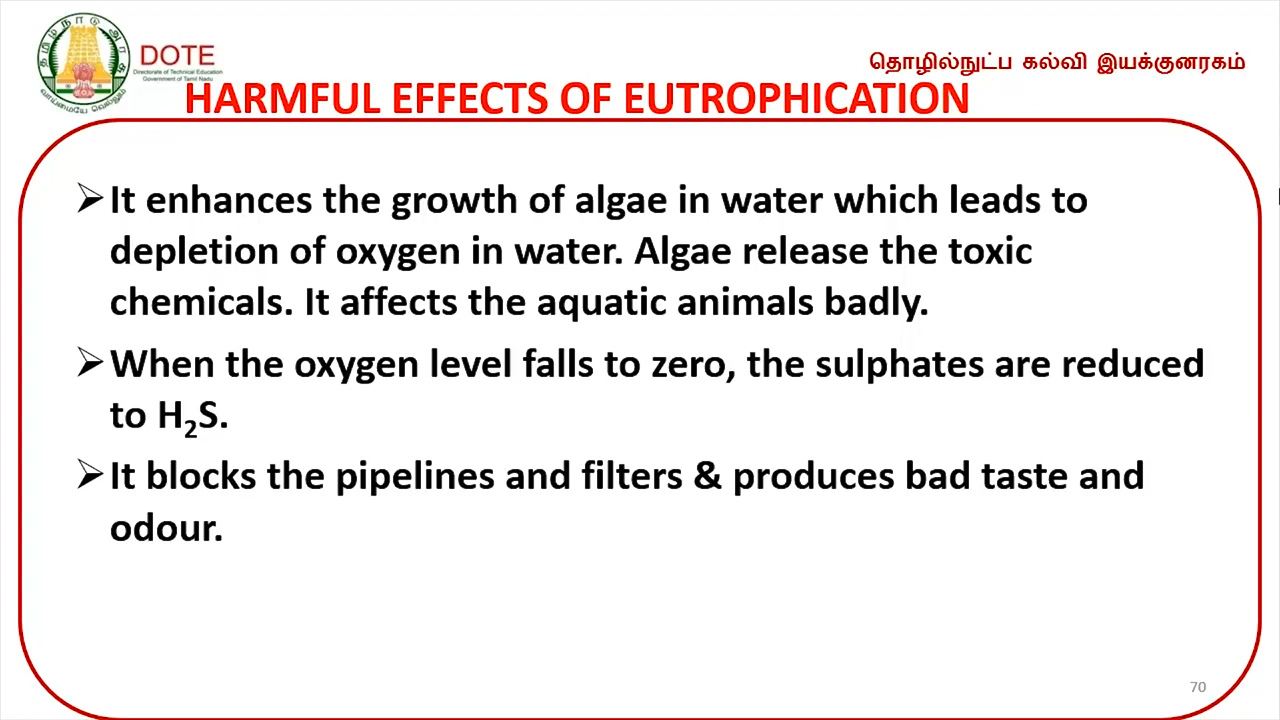 DOTE
Directorate of Technical Education
Government of Tamil Nadu
தொழில்நுட்ப கல்வி இயக்குனரகம்
HARMFUL EFFECTS OF EUTROPHICATION
➢It enhances the growth of algae in water which leads to
depletion of oxygen in water. Algae release the toxic
chemicals. It affects the aquatic animals badly.
➢When the oxygen level falls to zero, the sulphates are reduced
to H₂S.
➢It blocks the pipelines and filters & produces bad taste and
odour.
70